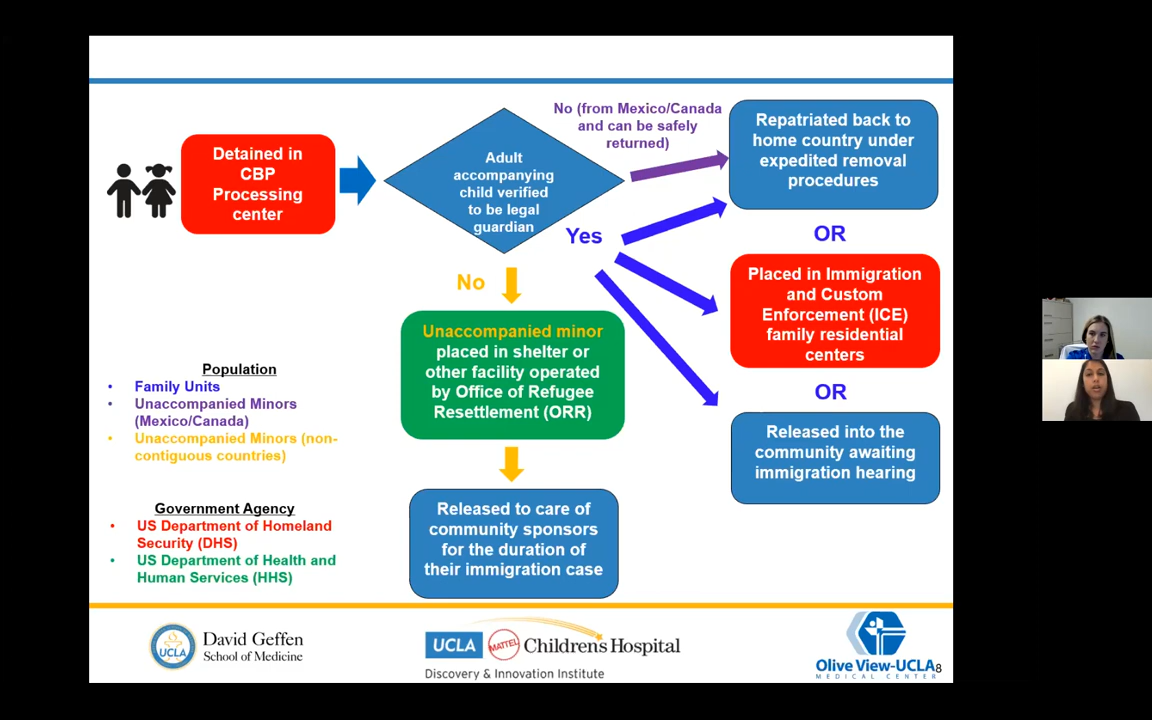 No (from Mexico/Canada
and can be safely
returned)
Detained in
CBP
Processing
center
Adult
accompanying
child verified
to be legal
guardian
Repatriated back to
home country under
expedited removal
procedures
Yes
OR
No
Placed in Immigration
and Custom
Enforcement (ICE)
family residential
centers
Unaccompanied minor
placed in shelter or
other facility operated
by Office of Refugee
Resettlement (ORR)
OR
Released into the
community awaiting
immigration hearing
Released to care of
community sponsors
for the duration of
their immigration case
Population
• Family Units
• Unaccompanied Minors
(Mexico/Canada)
• Unaccompanied Minors (non-
contiguous countries)
Government Agency
• US Department of Homeland
Security (DHS)
• US Department of Health and
Human Services (HHS)
UCLA
David Geffen
School of Medicine
UCLA MATTEL Childrens Hospital
Discovery & Innovation Institute
Olive View-UCLA
MEDICAL CENTER
8